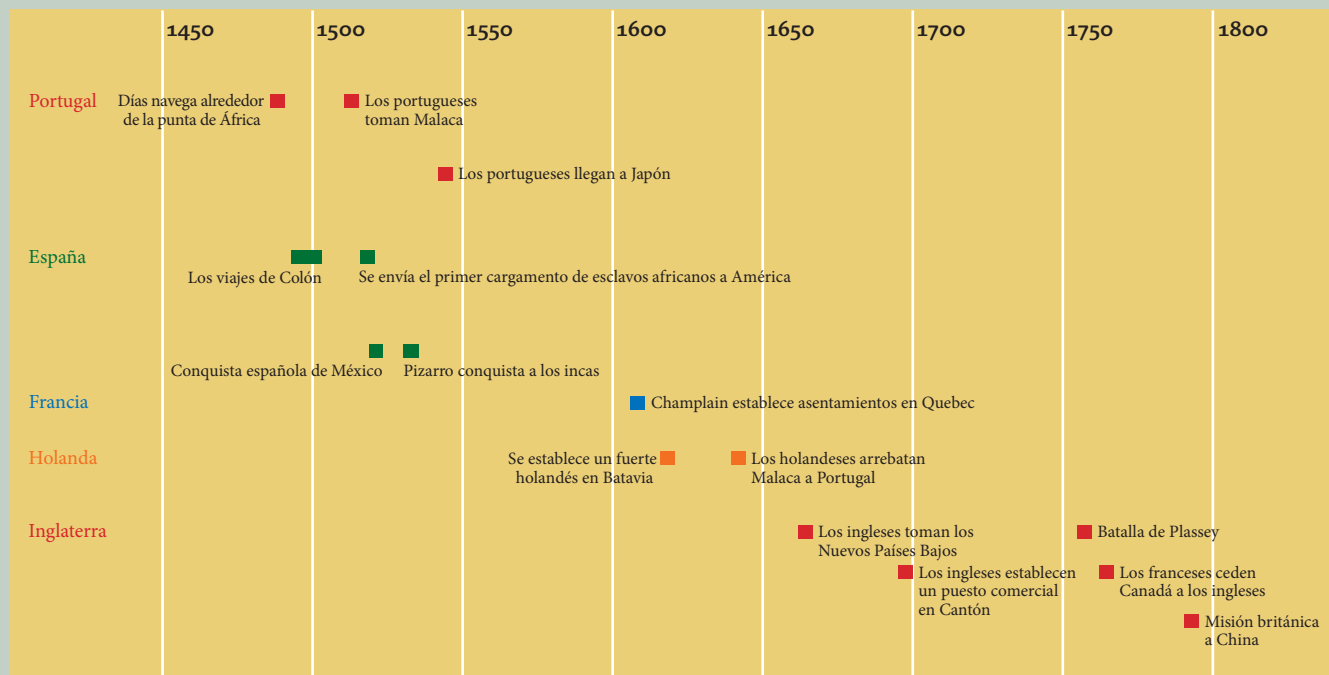 1450 1500 1550 1600 1650 1700 1750 1800
Portugal
Días navega alrededor
de la punta de África
Los portugueses
toman Malaca
Los portugueses llegan a Japón
España
Los viajes de Colón
Se envía el primer cargamento de esclavos africanos a América
Conquista española de México
Pizarro conquista a los incas
Francia
Champlain establece asentamientos en Quebec
Holanda
Se establece un fuerte
holandés en Batavia
Los holandeses arrebatan
Malaca a Portugal
Inglaterra
Los ingleses toman los
Nuevos Países Bajos
Batalla de Plassey
Los ingleses establecen
un puesto comercial
en Cantón
Los franceses ceden
Canadá a los ingleses
Misión británica
a China